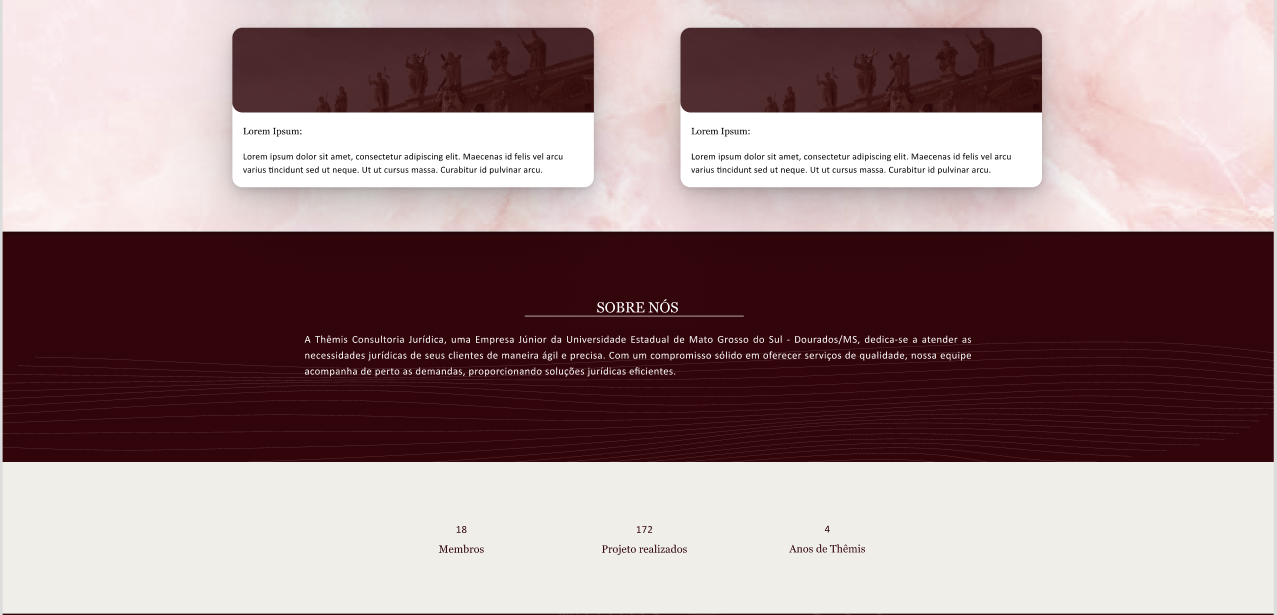 Lorem Ipsum:
Lorem ipsum dolor sit amet, consectetur adipiscing elit. Maecenas id felis vel arcu
varius tincidunt sed ut neque. Ut ut cursus massa. Curabitur id pulvinar arcu.
Lorem Ipsum:
Lorem ipsum dolor sit amet, consectetur adipiscing elit. Maecenas id felis vel arcu
varius tincidunt sed ut neque. Ut ut cursus massa. Curabitur id pulvinar arcu.
SOBRE NÓS
A Thêmis Consultoria Jurídica, uma Empresa Júnior da Universidade Estadual de Mato Grosso do Sul - Dourados/MS, dedica-se a atender as
necessidades jurídicas de seus clientes de maneira ágil e precisa. Com um compromisso sólido em oferecer serviços de qualidade, nossa equipe
acompanha de perto as demandas, proporcionando soluções jurídicas eficientes.
18
Membros
172
Projeto realizados
4
Anos de Thêmis